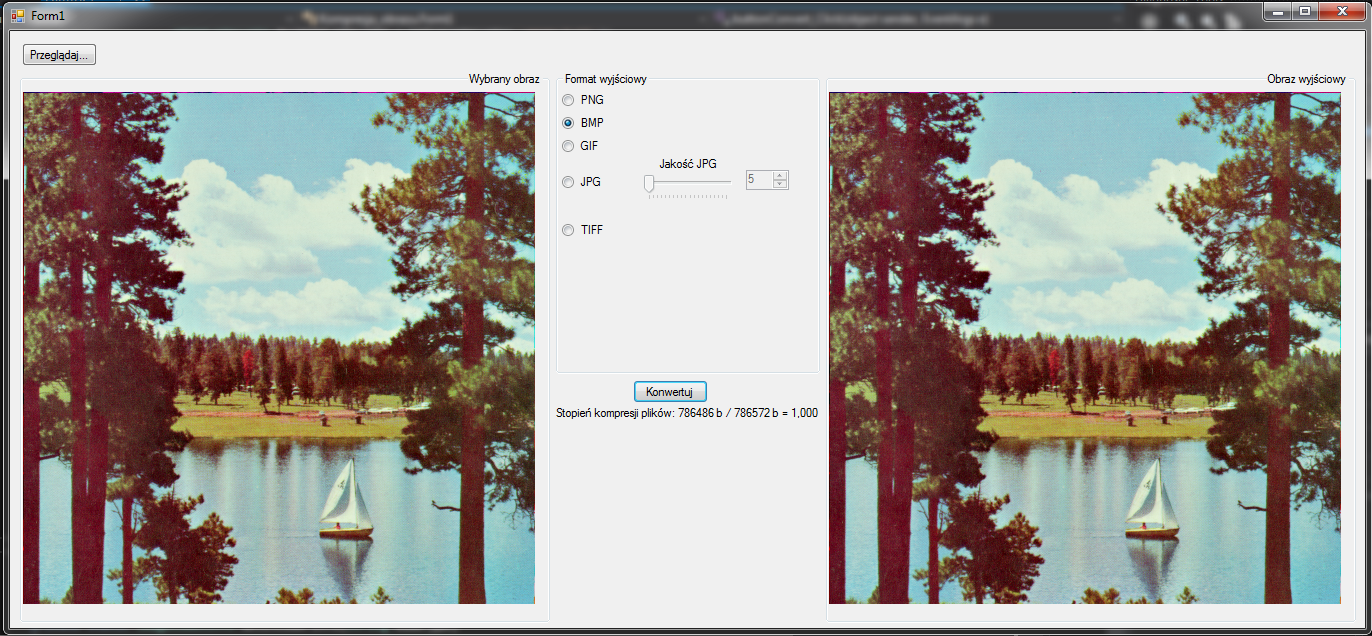 Form1
Przeglądaj...
Wybrany obraz
Format wyjściowy
Obraz wyjściowy
PNG
BMP
GIF
Jakość JPG
JPG
5
TIFF
Konwertuj
Stopień kompresji plików: 786486 b / 786572 b = 1,000